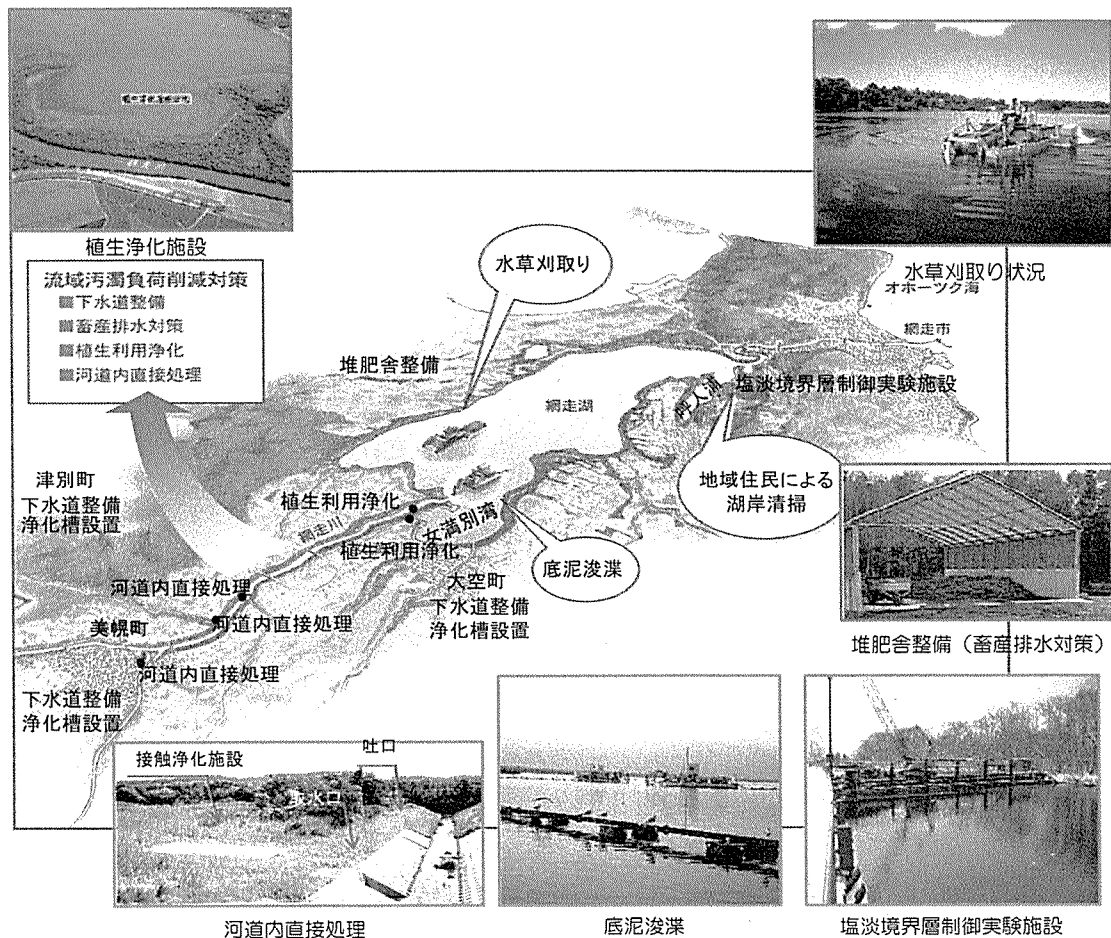 植生浄化施設
流域汚濁負荷削減対策
■下水道整備
■畜産排水対策
■植生利用浄化
■河道内直接処理
水草刈取り
水草刈取り状況
オホーツク海
網走市
堆肥舎整備
塩淡境界層制御実験施設
網走湖
地域住民による
湖岸清掃
津別町
下水道整備
浄化槽設置
植生利用浄化
網走川
女満別湾
植生利用浄化
底泥浚渫
大空町
下水道整備
浄化槽設置
河道内直接処理
美幌町
河道内直接処理
河道内直接処理
下水道整備
浄化槽設置
堆肥舎整備(畜産排水対策)
接触浄化施設
吐口
取水口
河道内直接処理
底泥浚渫
塩淡境界層制御実験施設